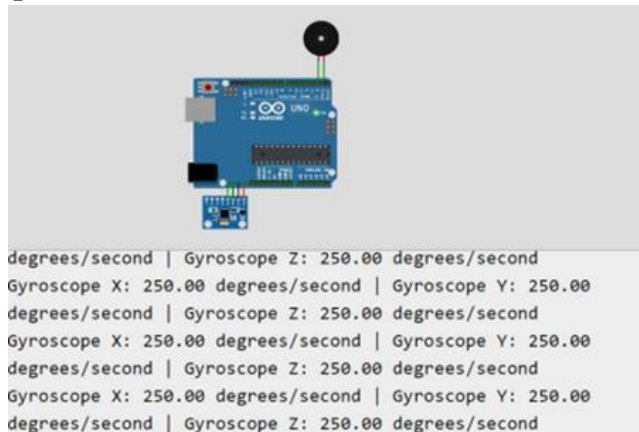 UNO
degrees/second | Gyroscope Z: 250.00 degrees/second
Gyroscope X: 250.00 degrees/second | Gyroscope Y: 250.00
degrees/second | Gyroscope Z: 250.00 degrees/second
Gyroscope X: 250.00 degrees/second | Gyroscope Y: 250.00
degrees/second | Gyroscope Z: 250.00 degrees/second
Gyroscope X: 250.00 degrees/second | Gyroscope Y: 250.00
degrees/second | Gyroscope Z: 250.00 degrees/second